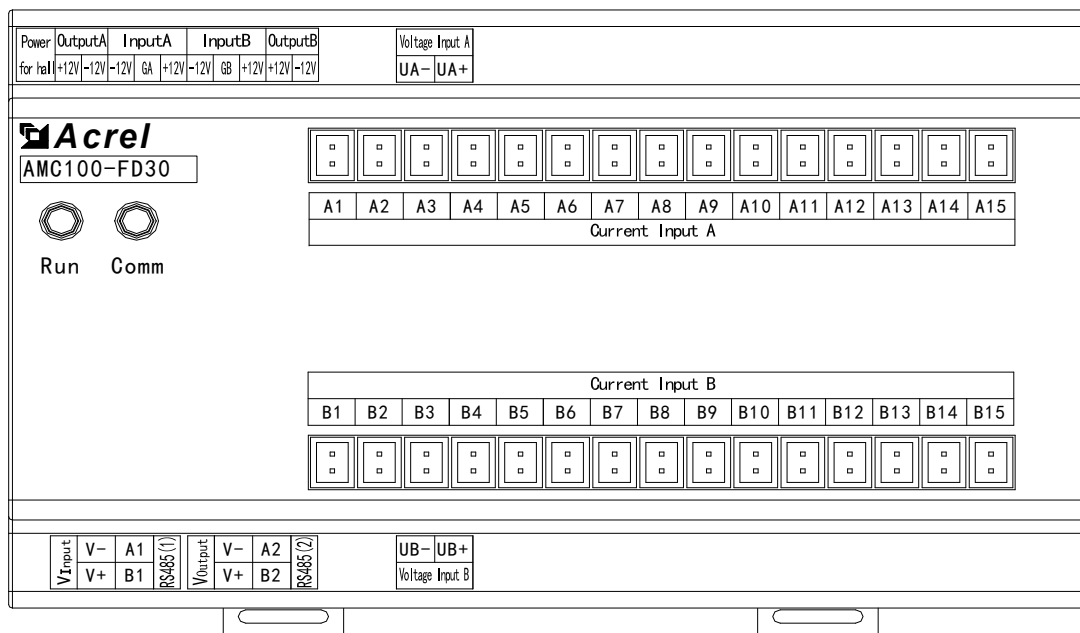 Power OutputA InputA InputB OutputB
for hall +12V -12V -12V GA +12V -12V GB +12V +12V -12V
Voltage Input A
UA- UA+
Acrel
AMC100-FD30
Run Comm
A1 A2 A3 A4 A5 A6 A7 A8 A9 A10 A11 A12 A13 A14 A15
Current Input A
Current Input B
B1 B2 B3 B4 B5 B6 B7 B8 B9 B10 B11 B12 B13 B14 B15
VInput V- A1 RS485(1) VOutput V- A2 RS485(2)
V+ B1 V+ B2
UB- UB+
Voltage Input B